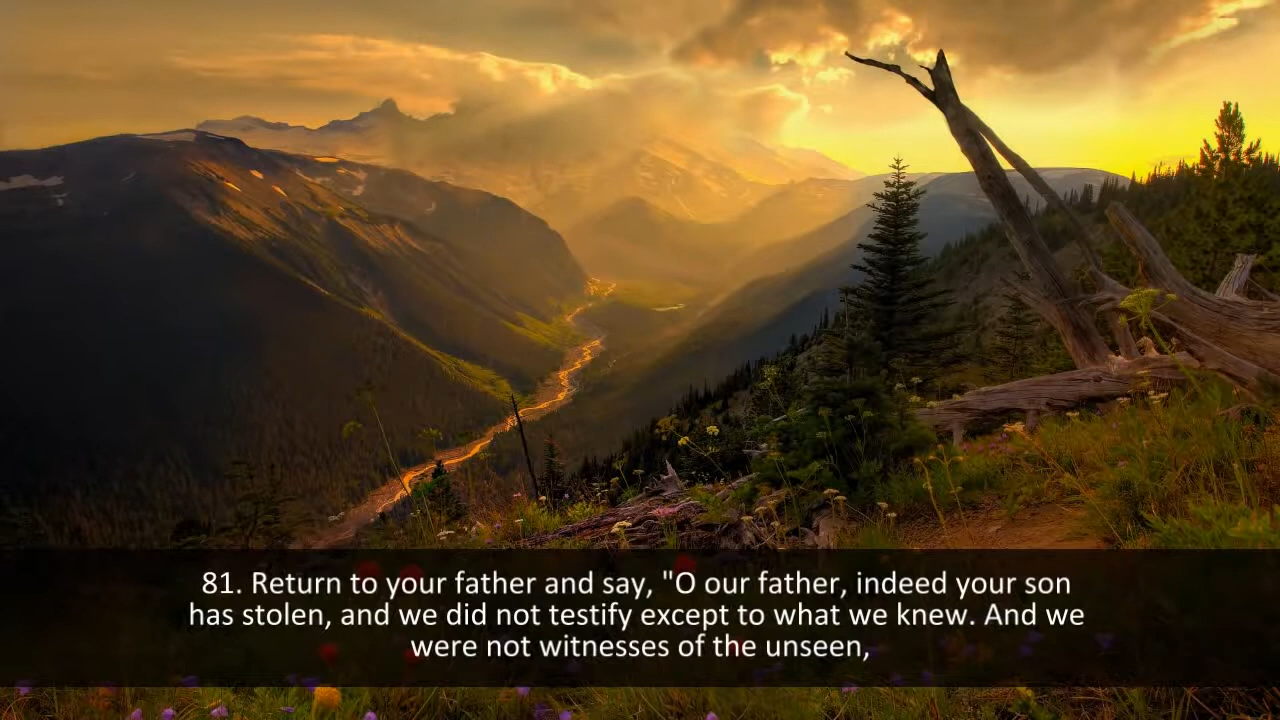 81. Return to your father and say, "O our father, indeed your son
has stolen, and we did not testify except to what we knew. And we
were not witnesses of the unseen,